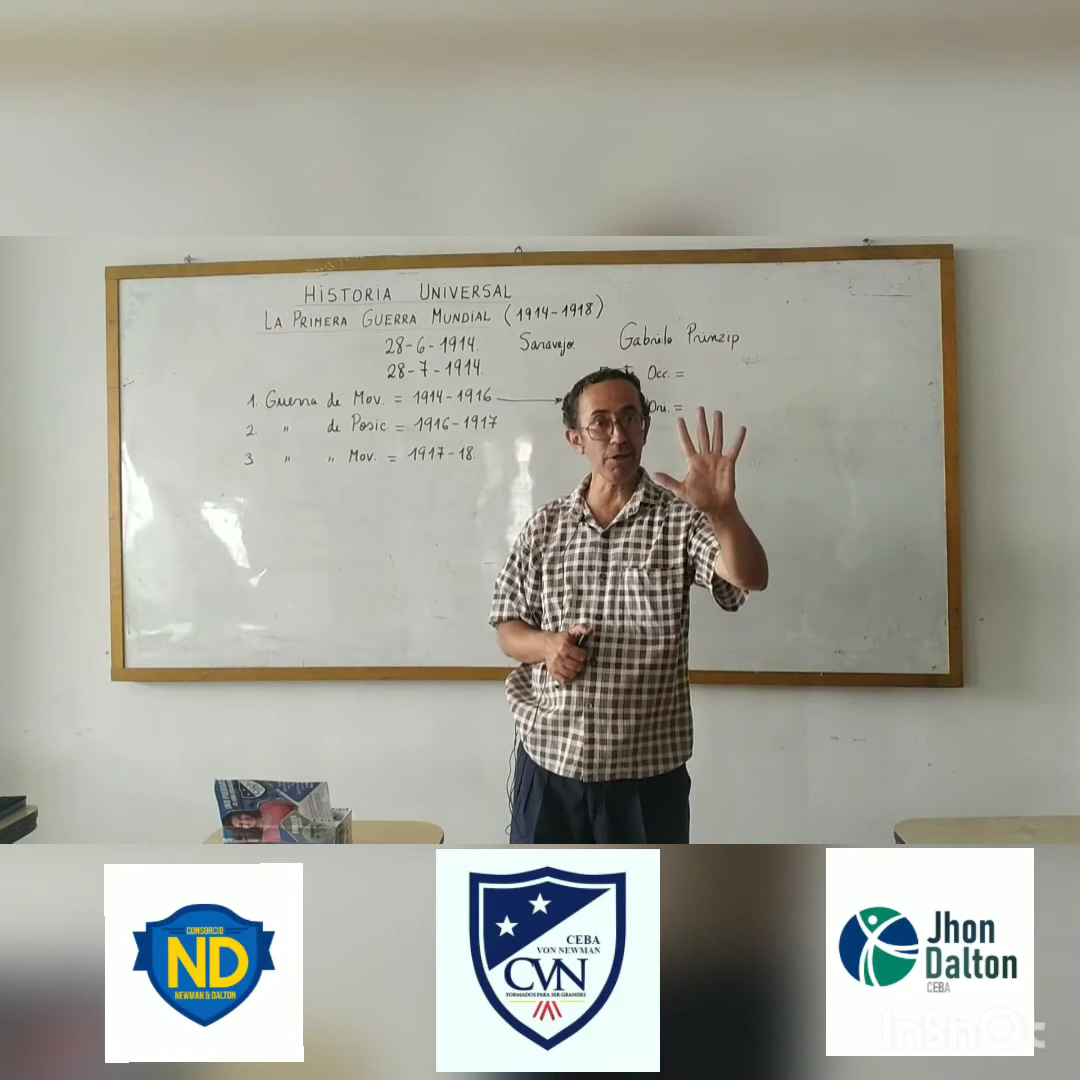 HISTORIA UNIVERSAL
LA PRIMERA GUERRA MUNDIAL (1914-1918)
28-6-1914. Saravejo. Gabrilo Prinzip
28-7-1914.
Occ. =
1. Guerra de Mov. = 1914-1916
Ori. =
2. " de Posic. = 1916-1917
3 " " Mov. = 1917-18.
CVN
CONSORCIO
ND
NEWMAN & DALTON
CEBA
VON NEWMAN
CVN
FORMADOS PARA SER GRANDES
Jhon
Dalton
CEBA
InShOt